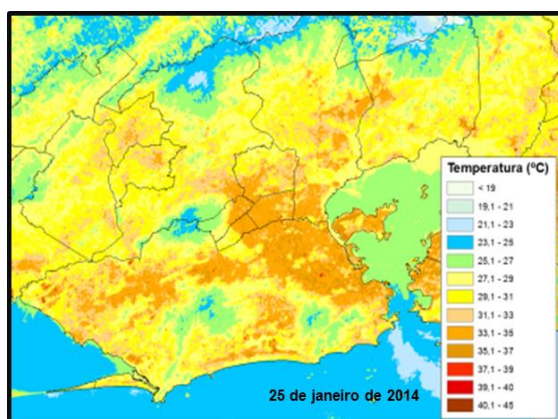 Temperatura (ºC)
< 19
19,1 - 21
21,1 - 23
23,1 - 25
25,1 - 27
27,1 - 29
29,1 - 31
31,1 - 33
33,1 - 35
35,1 - 37
37,1 - 39
39,1 - 40
40,1 - 45
25 de janeiro de 2014